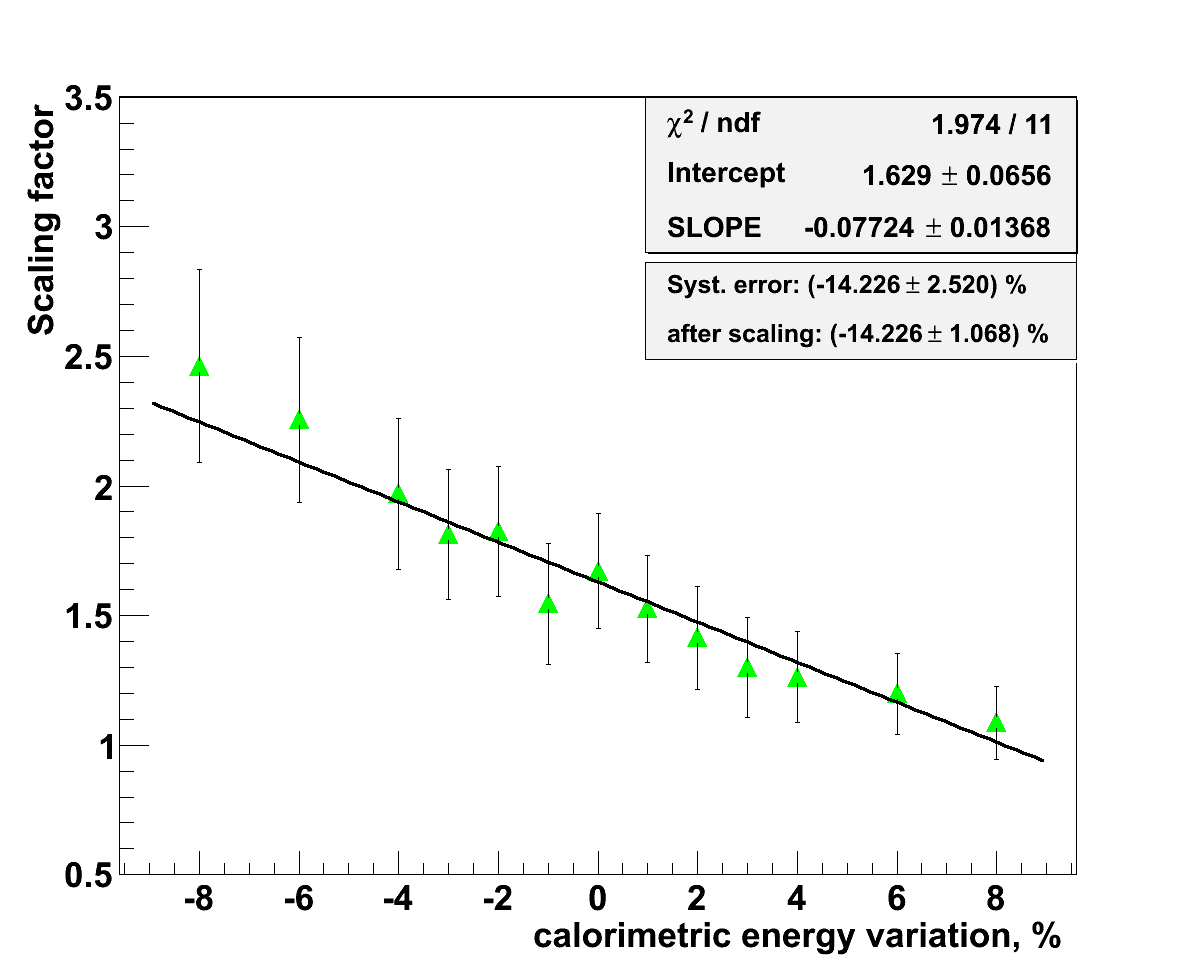 Scaling factor
3.5
3
2.5
2
1.5
1
0.5
χ² / ndf 1.974 / 11
Intercept 1.629 ± 0.0656
SLOPE -0.07724 ± 0.01368
Syst. error: (-14.226 ± 2.520) %
after scaling: (-14.226 ± 1.068) %
-8 -6 -4 -2 0 2 4 6 8
calorimetric energy variation, %